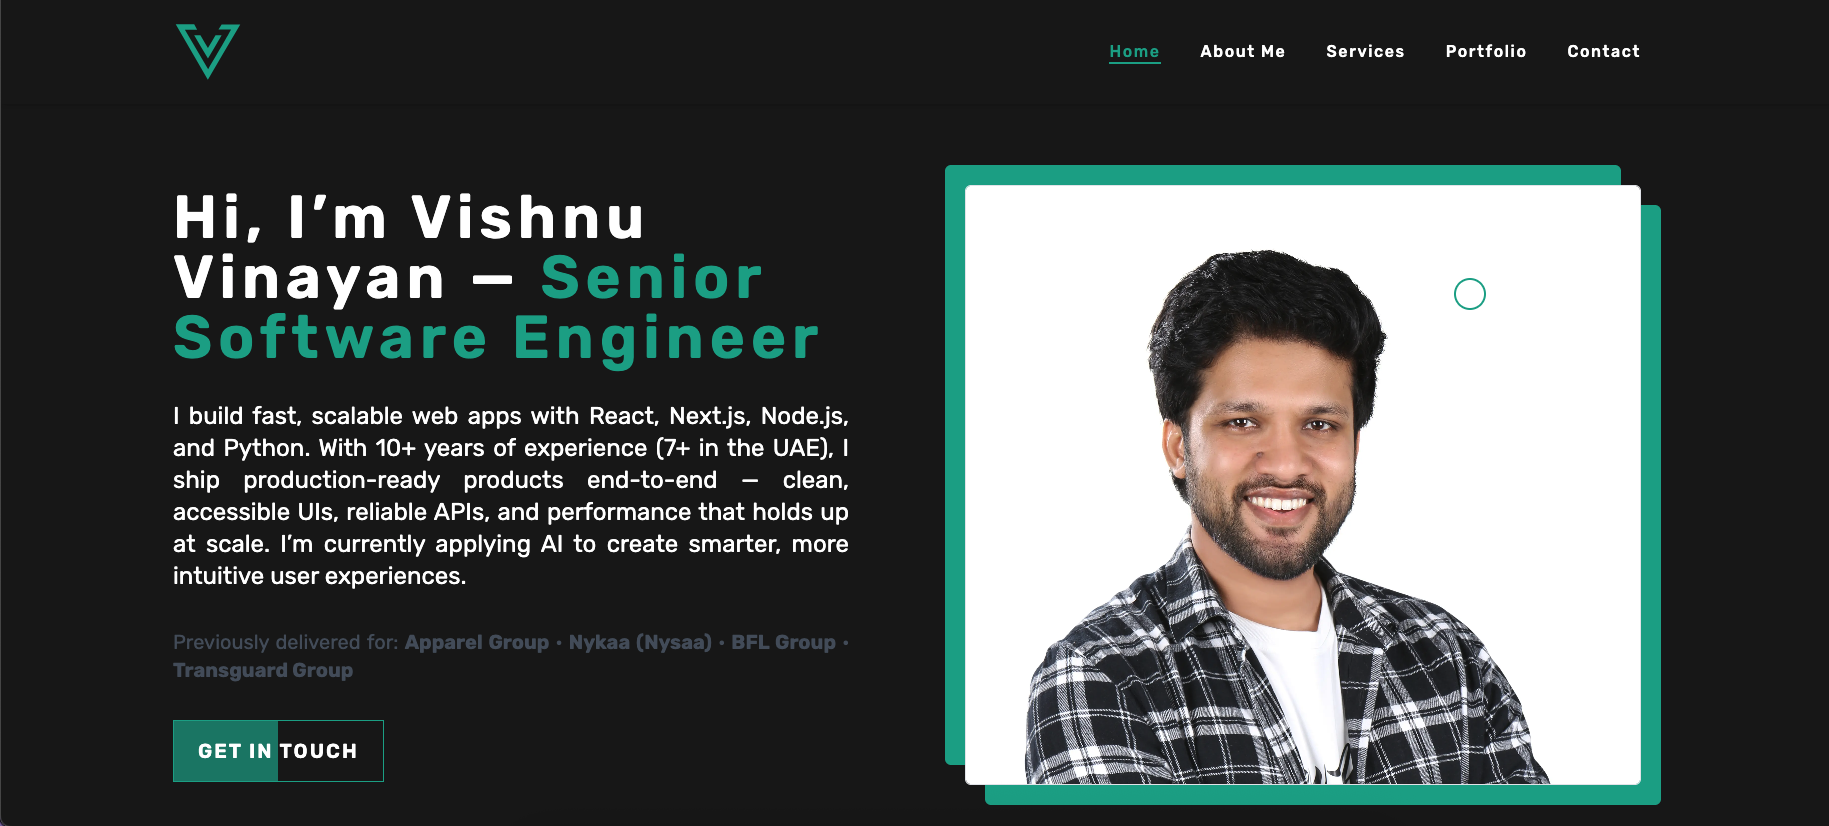 Home About Me Services Portfolio Contact
Hi, I’m Vishnu
Vinayan — Senior
Software Engineer
I build fast, scalable web apps with React, Next.js, Node.js,
and Python. With 10+ years of experience (7+ in the UAE), I
ship production-ready products end-to-end — clean,
accessible UIs, reliable APIs, and performance that holds up
at scale. I’m currently applying AI to create smarter, more
intuitive user experiences.
Previously delivered for: Apparel Group · Nykaa (Nysaa) · BFL Group ·
Transguard Group
GET IN TOUCH